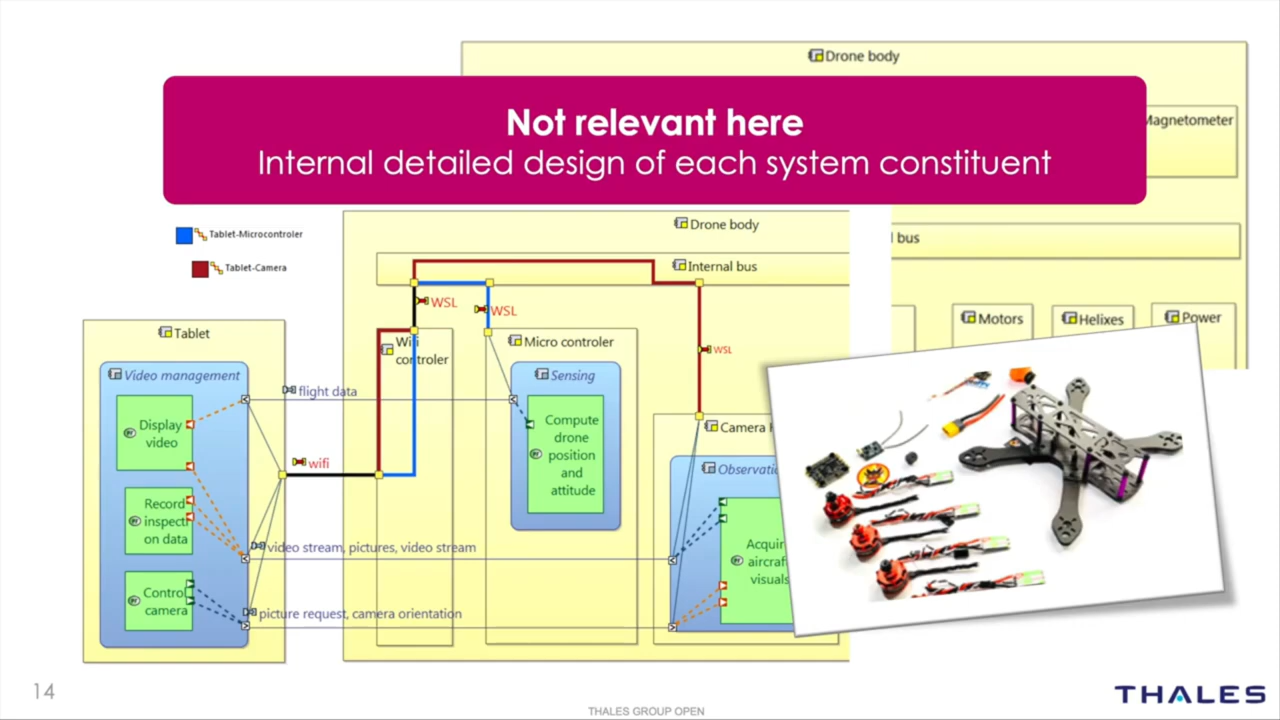 Drone body
Not relevant here
Internal detailed design of each system constituent
Magnetometer
Tablet-Microcontroler
Tablet-Camera
Drone body
bus
Internal bus
WSL
WSL
Motors
Helixes
Power
Tablet
Wifi
controler
Micro controler
WSL
Video management
Sensing
flight data
Display
video
Compute
drone
position
and
attitude
Camera
wifi
Observatio
Record
inspecti
on data
video stream, pictures, video stream
Acquir
aircraf
visuals
Control
camera
picture request, camera orientation
14
THALES
THALES GROUP OPEN